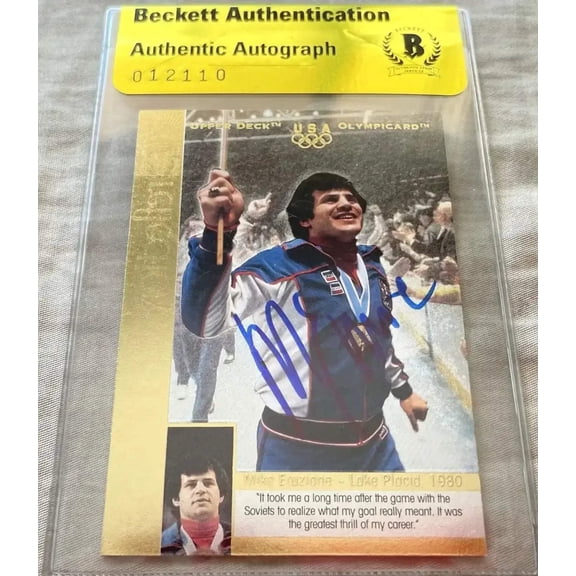 Beckett Authentication
Authentic Autograph
012110
BECKETT
B
UPPER DECK™ USA OLYMPICARD™
Mike Eruzione - Lake Placid 1980
"It took me a long time after the game with the
Soviets to realize what my goal really meant. It was
the greatest thrill of my career."